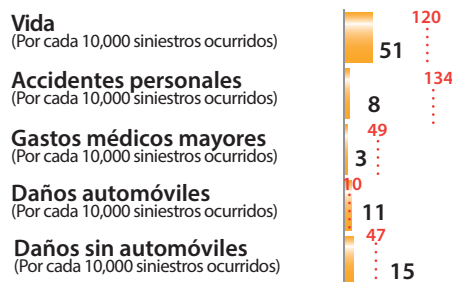 Vida
(Por cada 10,000 siniestros ocurridos)
120
51
Accidentes personales
(Por cada 10,000 siniestros ocurridos)
134
8
Gastos médicos mayores
(Por cada 10,000 siniestros ocurridos)
49
3
Daños automóviles
(Por cada 10,000 siniestros ocurridos)
10
11
Daños sin automóviles
(Por cada 10,000 siniestros ocurridos)
47
15